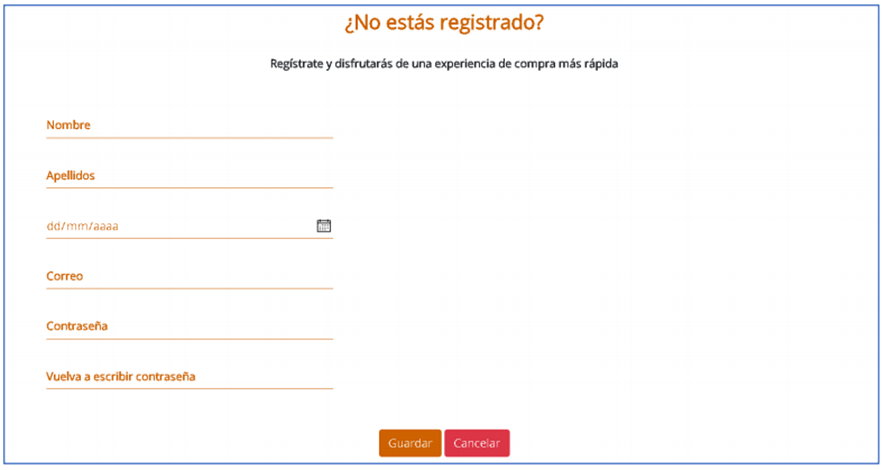 ¿No estás registrado?
Regístrate y disfrutarás de una experiencia de compra más rápida
Nombre
Apellidos
dd/mm/aaaa
Correo
Contraseña
Vuelva a escribir contraseña
Guardar Cancelar